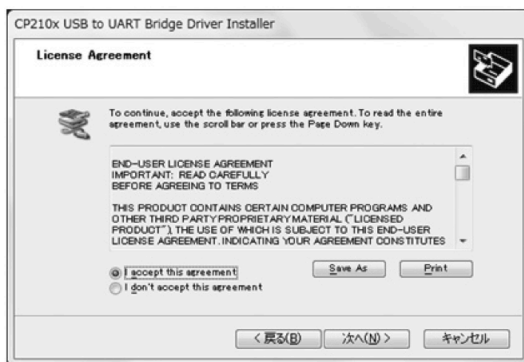 CP210x USB to UART Bridge Driver Installer
License Agreement
To continue, accept the following license agreement. To read the entire
agreement, use the scroll bar or press the Page Down key.
END-USER LICENSE AGREEMENT
IMPORTANT: READ CAREFULLY
BEFORE AGREEING TO TERMS
THIS PRODUCT CONTAINS CERTAIN COMPUTER PROGRAMS AND
OTHER THIRD PARTY PROPRIETARY MATERIAL ("LICENSED
PRODUCT"), THE USE OF WHICH IS SUBJECT TO THIS END-USER
LICENSE AGREEMENT. INDICATING YOUR AGREEMENT CONSTITUTES
I accept this agreement
Save As
Print
I don't accept this agreement
< 戻る(B)
次へ(N) >
キャンセル